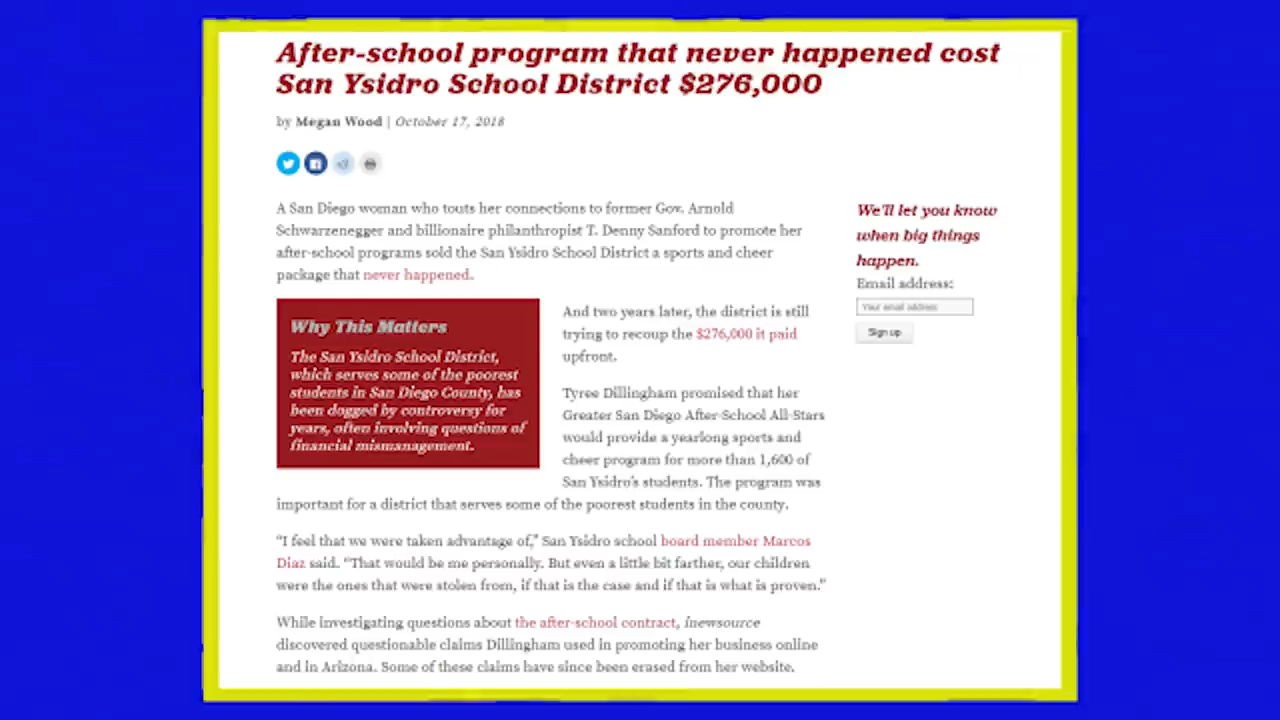 After-school program that never happened cost
San Ysidro School District $276,000
by Megan Wood | October 17, 2018
A San Diego woman who touts her connections to former Gov. Arnold
Schwarzenegger and billionaire philanthropist T. Denny Sanford to promote her
after-school programs sold the San Ysidro School District a sports and cheer
package that never happened.
Why This Matters
The San Ysidro School District,
which serves some of the poorest
students in San Diego County, has
been dogged by controversy for
years, often involving questions of
financial mismanagement.
And two years later, the district is still
trying to recoup the $276,000 it paid
upfront.
Tyree Dillingham promised that her
Greater San Diego After-School All-Stars
would provide a yearlong sports and
cheer program for more than 1,600 of
San Ysidro's students. The program was
important for a district that serves some of the poorest students in the county.
“I feel that we were taken advantage of,” San Ysidro school board member Marcos
Diaz said. “That would be me personally. But even a little bit farther, our children
were the ones that were stolen from, if that is the case and if that is what is proven.”
While investigating questions about the after-school contract, inewsource
discovered questionable claims Dillingham used in promoting her business online
and in Arizona. Some of these claims have since been erased from her website.
We'll let you know
when big things
happen.
Email address:
Your email address
Sign up